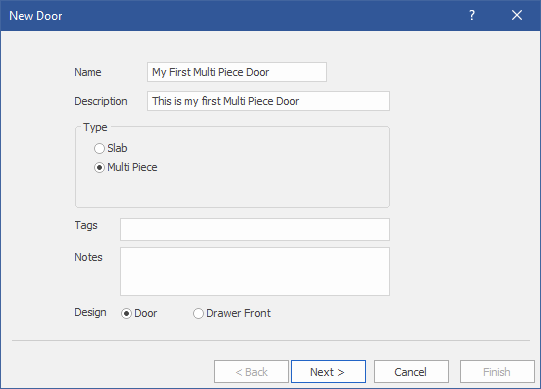 New Door ?
Name My First Multi Piece Door
Description This is my first Multi Piece Door
Type
Slab
Multi Piece
Tags
Notes
Design Door Drawer Front
< Back Next > Cancel Finish